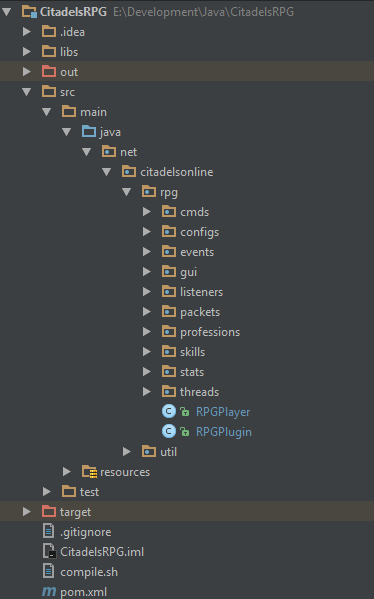 CitadelsRPG E:\Development\Java\CitadelsRPG
.idea
libs
out
src
main
java
net
citadelsonline
rpg
cmds
configs
events
gui
listeners
packets
professions
skills
stats
threads
RPGPlayer
RPGPlugin
util
resources
test
target
.gitignore
CitadelsRPG.iml
compile.sh
pom.xml